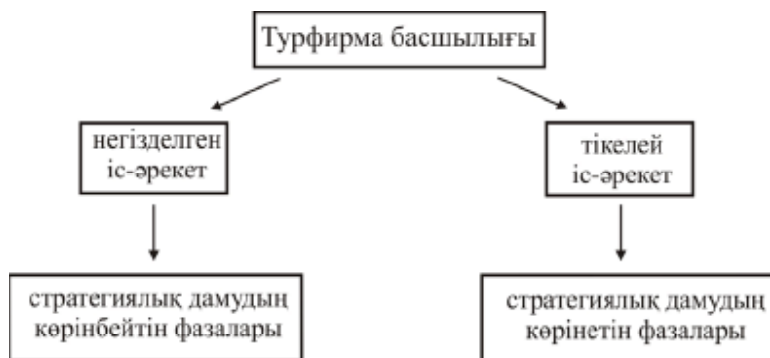 Турфирма басшылығы
негізделген
іс-әрекет
тікелей
іс-әрекет
стратегиялық дамудың
көрінбейтін фазалары
стратегиялық дамудың
көрінетін фазалары